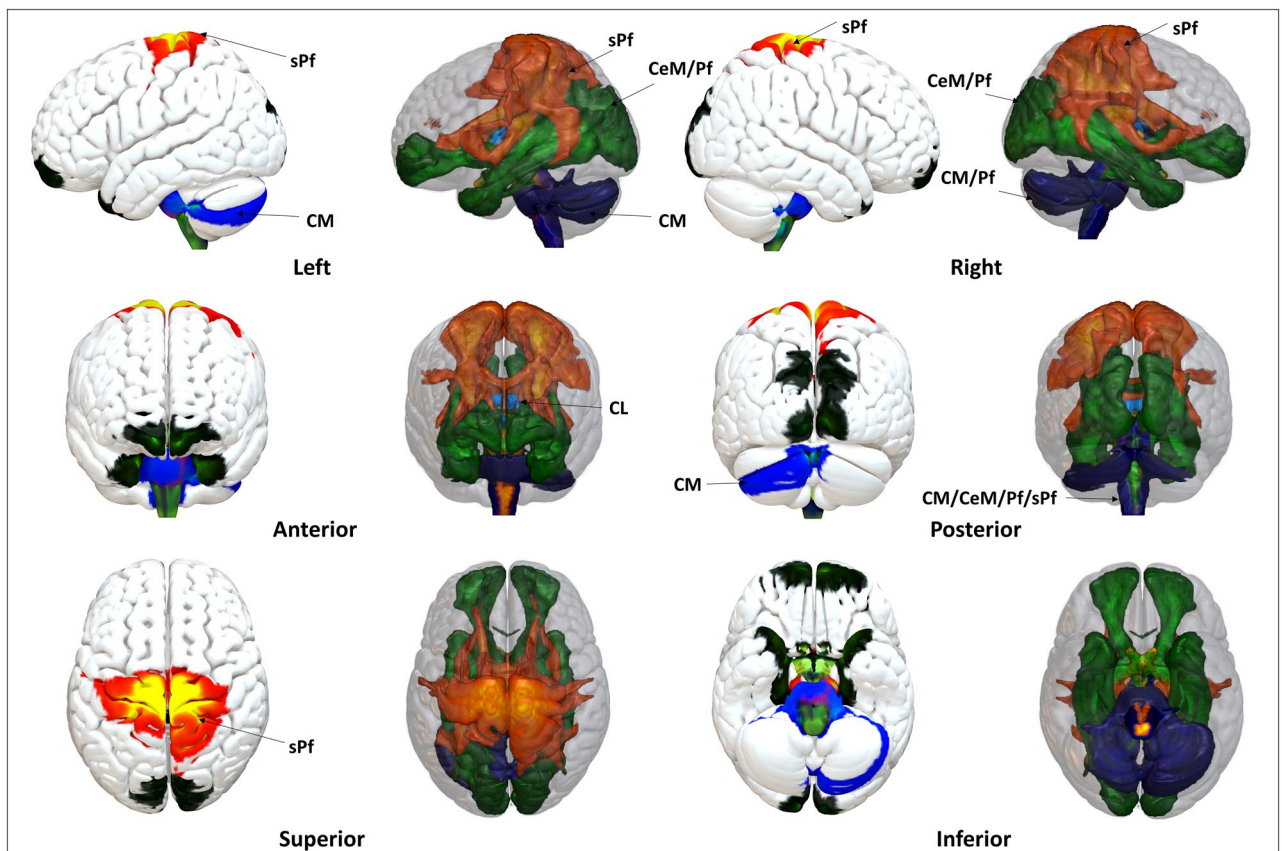 sPf
sPf
CeM/Pf
CM
Left
sPf
sPf
CeM/Pf
CM/Pf
CM
Right
CL
Anterior
CM
CM/CeM/Pf/sPf
Posterior
sPf
Superior
Inferior